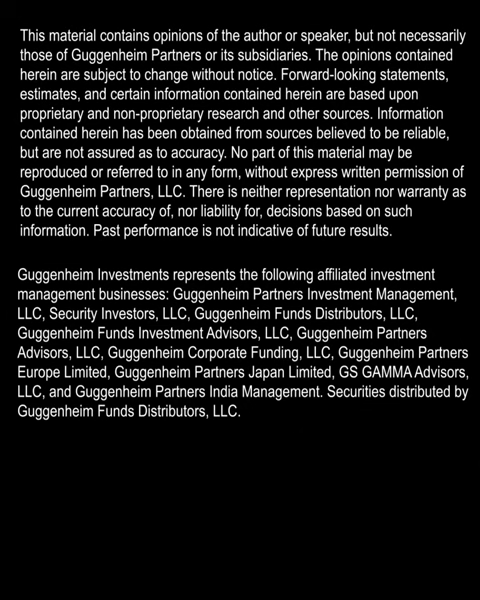 This material contains opinions of the author or speaker, but not necessarily
those of Guggenheim Partners or its subsidiaries. The opinions contained
herein are subject to change without notice. Forward-looking statements,
estimates, and certain information contained herein are based upon
proprietary and non-proprietary research and other sources. Information
contained herein has been obtained from sources believed to be reliable,
but are not assured as to accuracy. No part of this material may be
reproduced or referred to in any form, without express written permission of
Guggenheim Partners, LLC. There is neither representation nor warranty as
to the current accuracy of, nor liability for, decisions based on such
information. Past performance is not indicative of future results.
Guggenheim Investments represents the following affiliated investment
management businesses: Guggenheim Partners Investment Management,
LLC, Security Investors, LLC, Guggenheim Funds Distributors, LLC,
Guggenheim Funds Investment Advisors, LLC, Guggenheim Partners
Advisors, LLC, Guggenheim Corporate Funding, LLC, Guggenheim Partners
Europe Limited, Guggenheim Partners Japan Limited, GS GAMMA Advisors,
LLC, and Guggenheim Partners India Management. Securities distributed by
Guggenheim Funds Distributors, LLC.